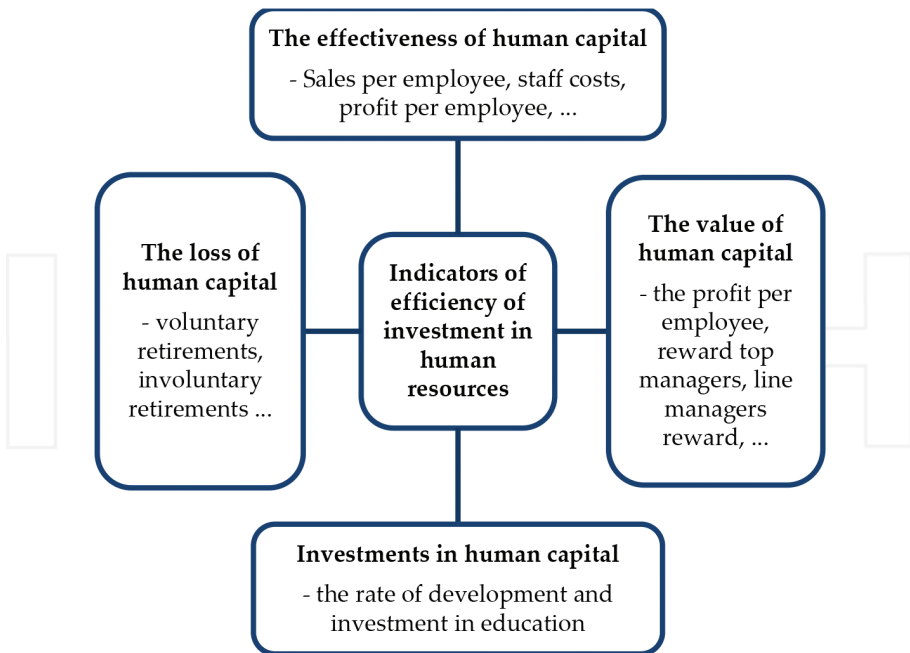 The effectiveness of human capital
- Sales per employee, staff costs,
profit per employee, ...
The loss of
human capital
- voluntary
retirements,
involuntary
retirements ...
Indicators of
efficiency of
investment in
human
resources
The value of
human capital
- the profit per
employee,
reward top
managers, line
managers
reward, ...
Investments in human capital
- the rate of development and
investment in education